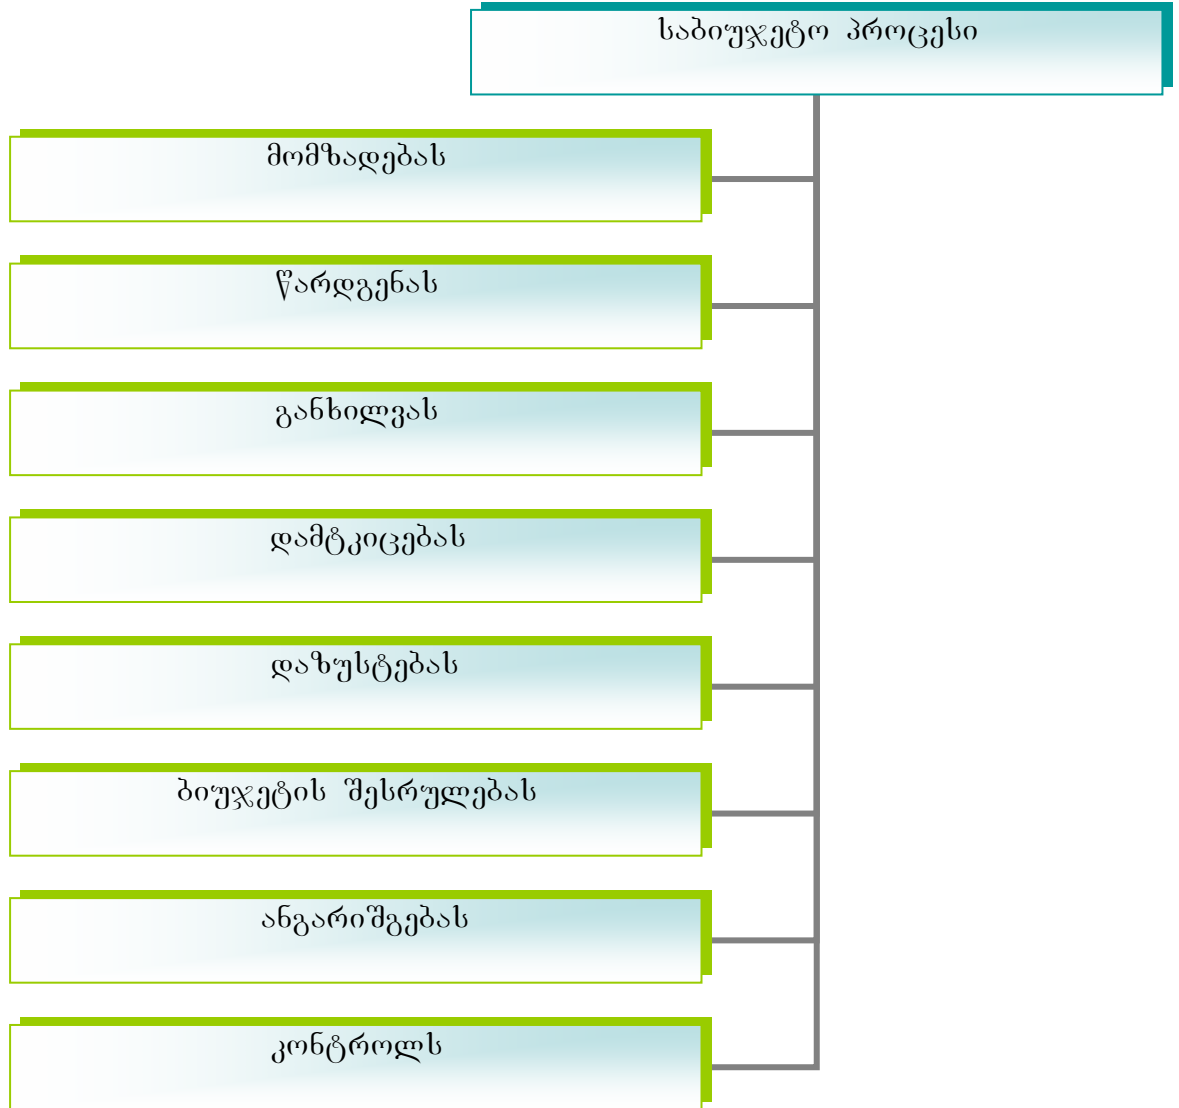 საბიუჯეტო პროცესი
მომზადებას
წარდგენას
განხილვას
დამტკიცებას
დაზუსტებას
ბიუჯეტის შესრულებას
ანგარიშგებას
კონტროლს